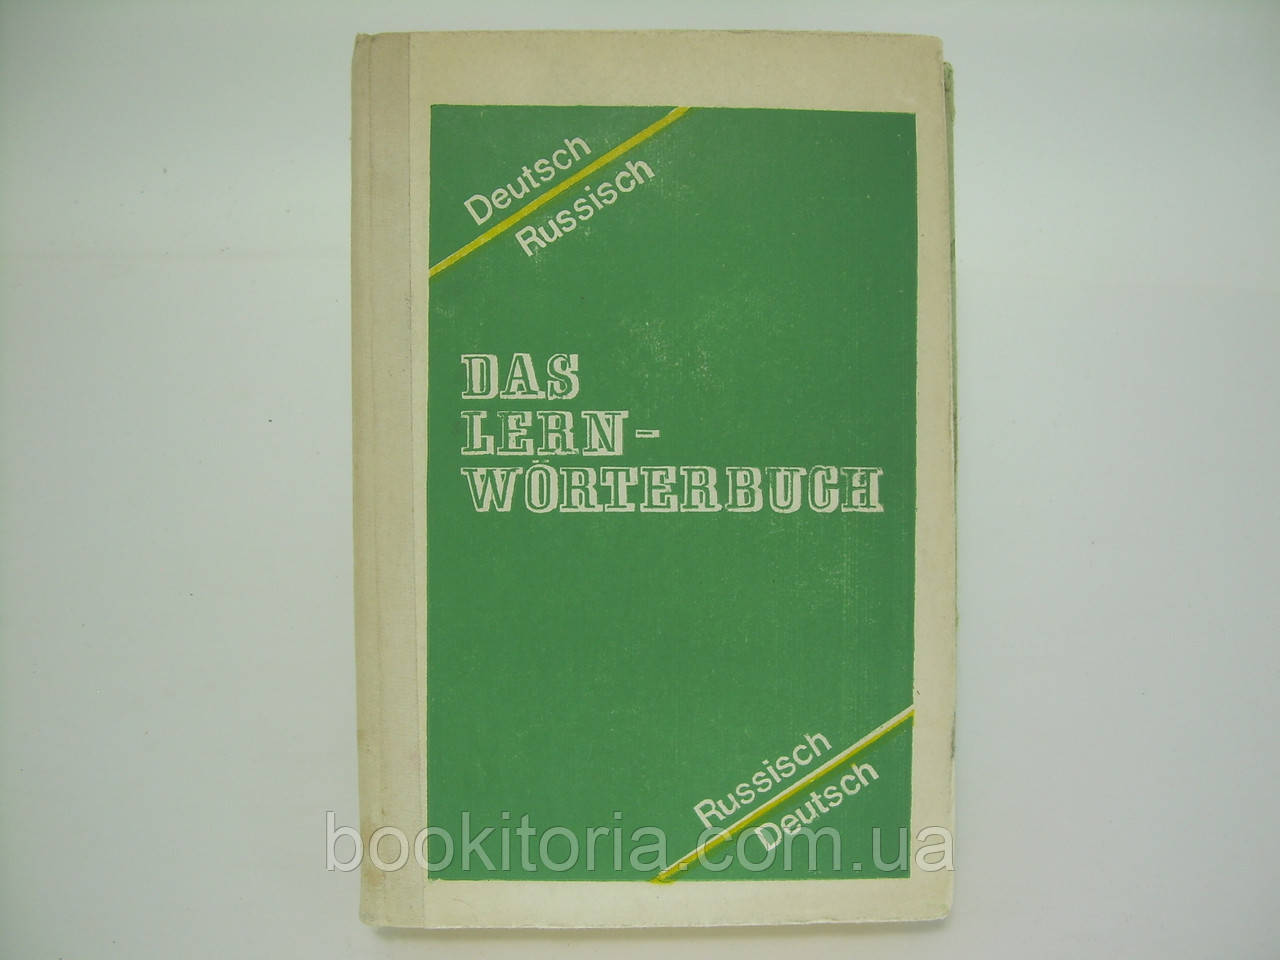 Deutsch
Russisch
DAS
LERN-
WÖRTERBUCH
Russisch
Deutsch
bookitoria.com.ua